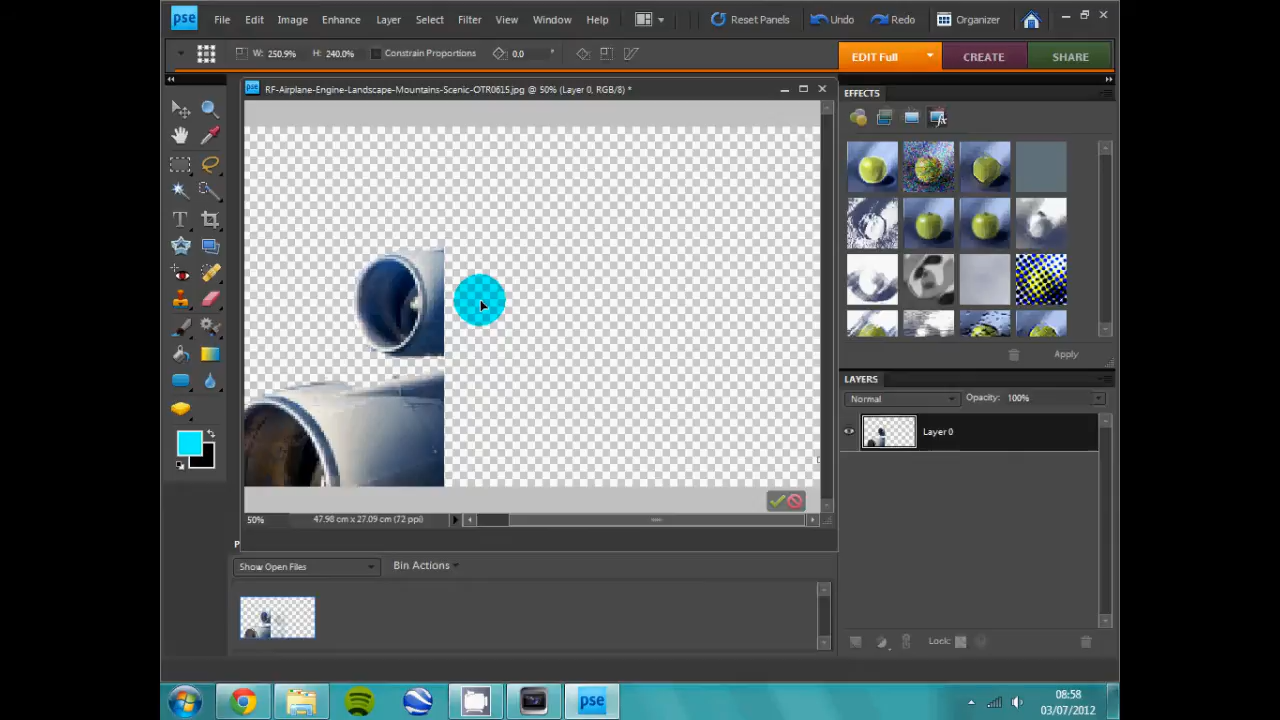 pse File Edit Image Enhance Layer Select Filter View Window Help Reset Panels Undo Redo Organizer
W: 250.9% H: 240.0% Constrain Proportions 0.0 ° EDIT Full CREATE SHARE
RF-Airplane-Engine-Landscape-Mountains-Scenic-OTR0615.jpg @ 50% (Layer 0, RGB/8) *
EFFECTS
Apply
LAYERS
Normal Opacity: 100%
Layer 0
50% 47.98 cm x 27.09 cm (72 ppi)
P
Show Open Files Bin Actions
Lock:
pse
08:58
03/07/2012